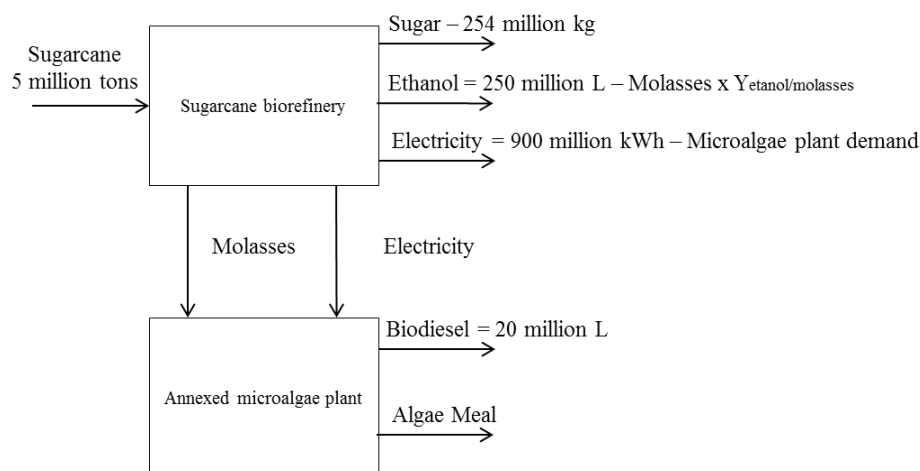 Sugar – 254 million kg
Sugarcane
5 million tons
Ethanol = 250 million L – Molasses x Yetanol/molasses
Sugarcane biorefinery
Electricity = 900 million kWh – Microalgae plant demand
Molasses
Electricity
Biodiesel = 20 million L
Annexed microalgae plant
Algae Meal